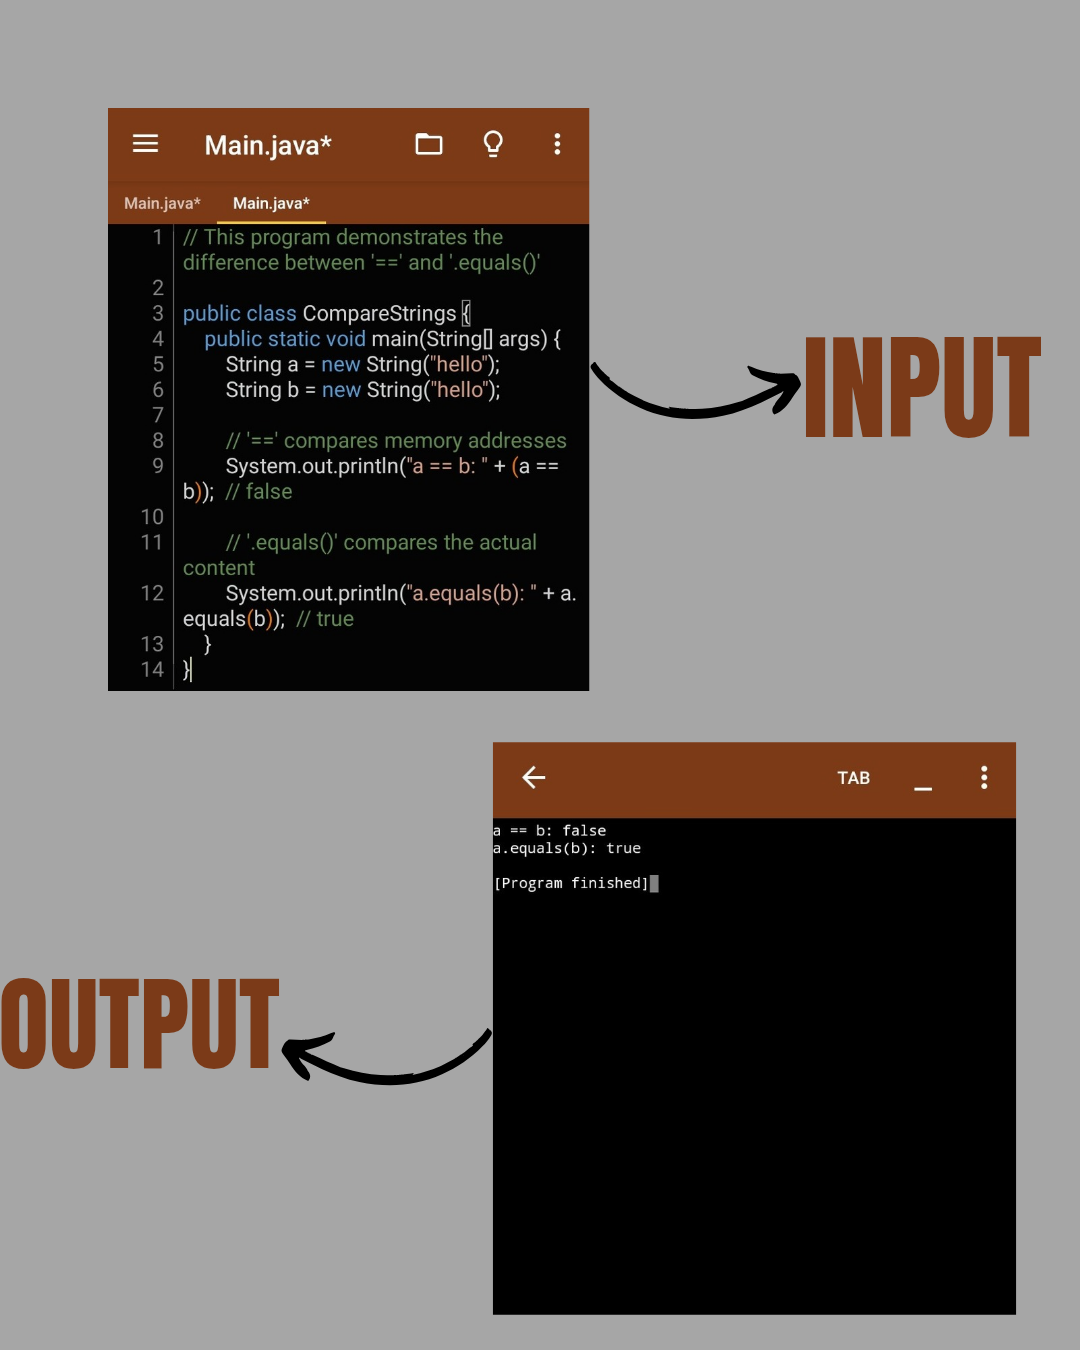 Main.java*
Main.java* Main.java*
1 // This program demonstrates the
difference between '==' and '.equals()'
2
3 public class CompareStrings {
4 public static void main(String[] args) {
5 String a = new String("hello");
6 String b = new String("hello");
7
8 // '==' compares memory addresses
9 System.out.println("a == b: " + (a ==
b)); // false
10
11 // '.equals()' compares the actual
content
12 System.out.println("a.equals(b): " + a.
equals(b)); // true
13 }
14 }
INPUT
TAB
a == b: false
a.equals(b): true
[Program finished]
OUTPUT